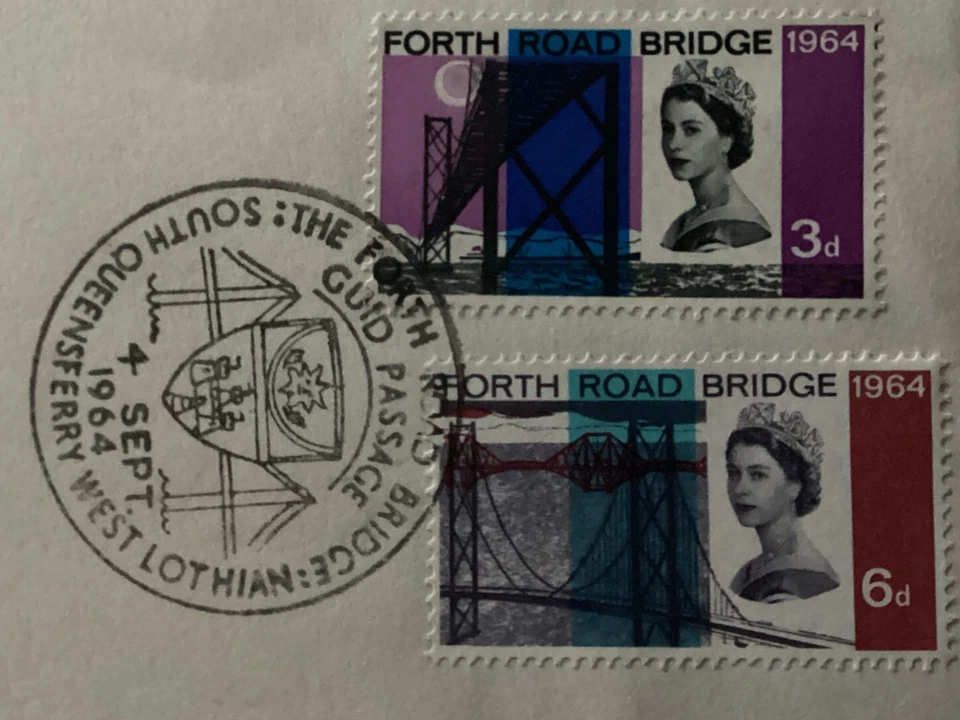 FORTH ROAD BRIDGE 1964
3d
FORTH ROAD BRIDGE 1964
6d
THE FORTH ROAD BRIDGE:
SOUTH QUEENSFERRY WEST LOTHIAN:
GUID PASSAGE
4 SEPT.
1964